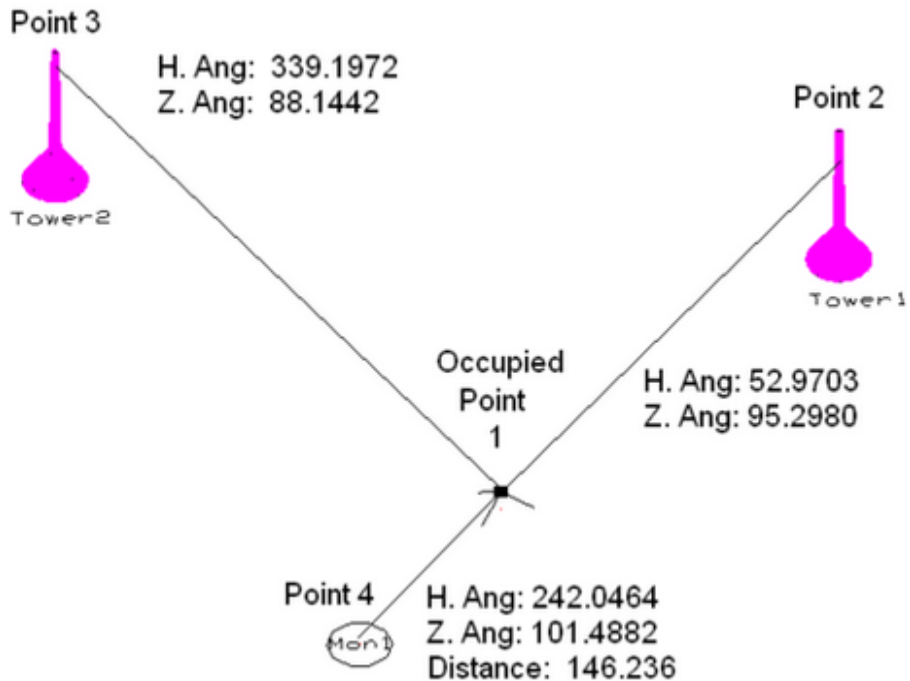 Point 3
H. Ang: 339.1972
Z. Ang: 88.1442
Point 2
Tower2
Tower1
Occupied
Point
1
H. Ang: 52.9703
Z. Ang: 95.2980
Point 4
Mon1
H. Ang: 242.0464
Z. Ang: 101.4882
Distance: 146.236